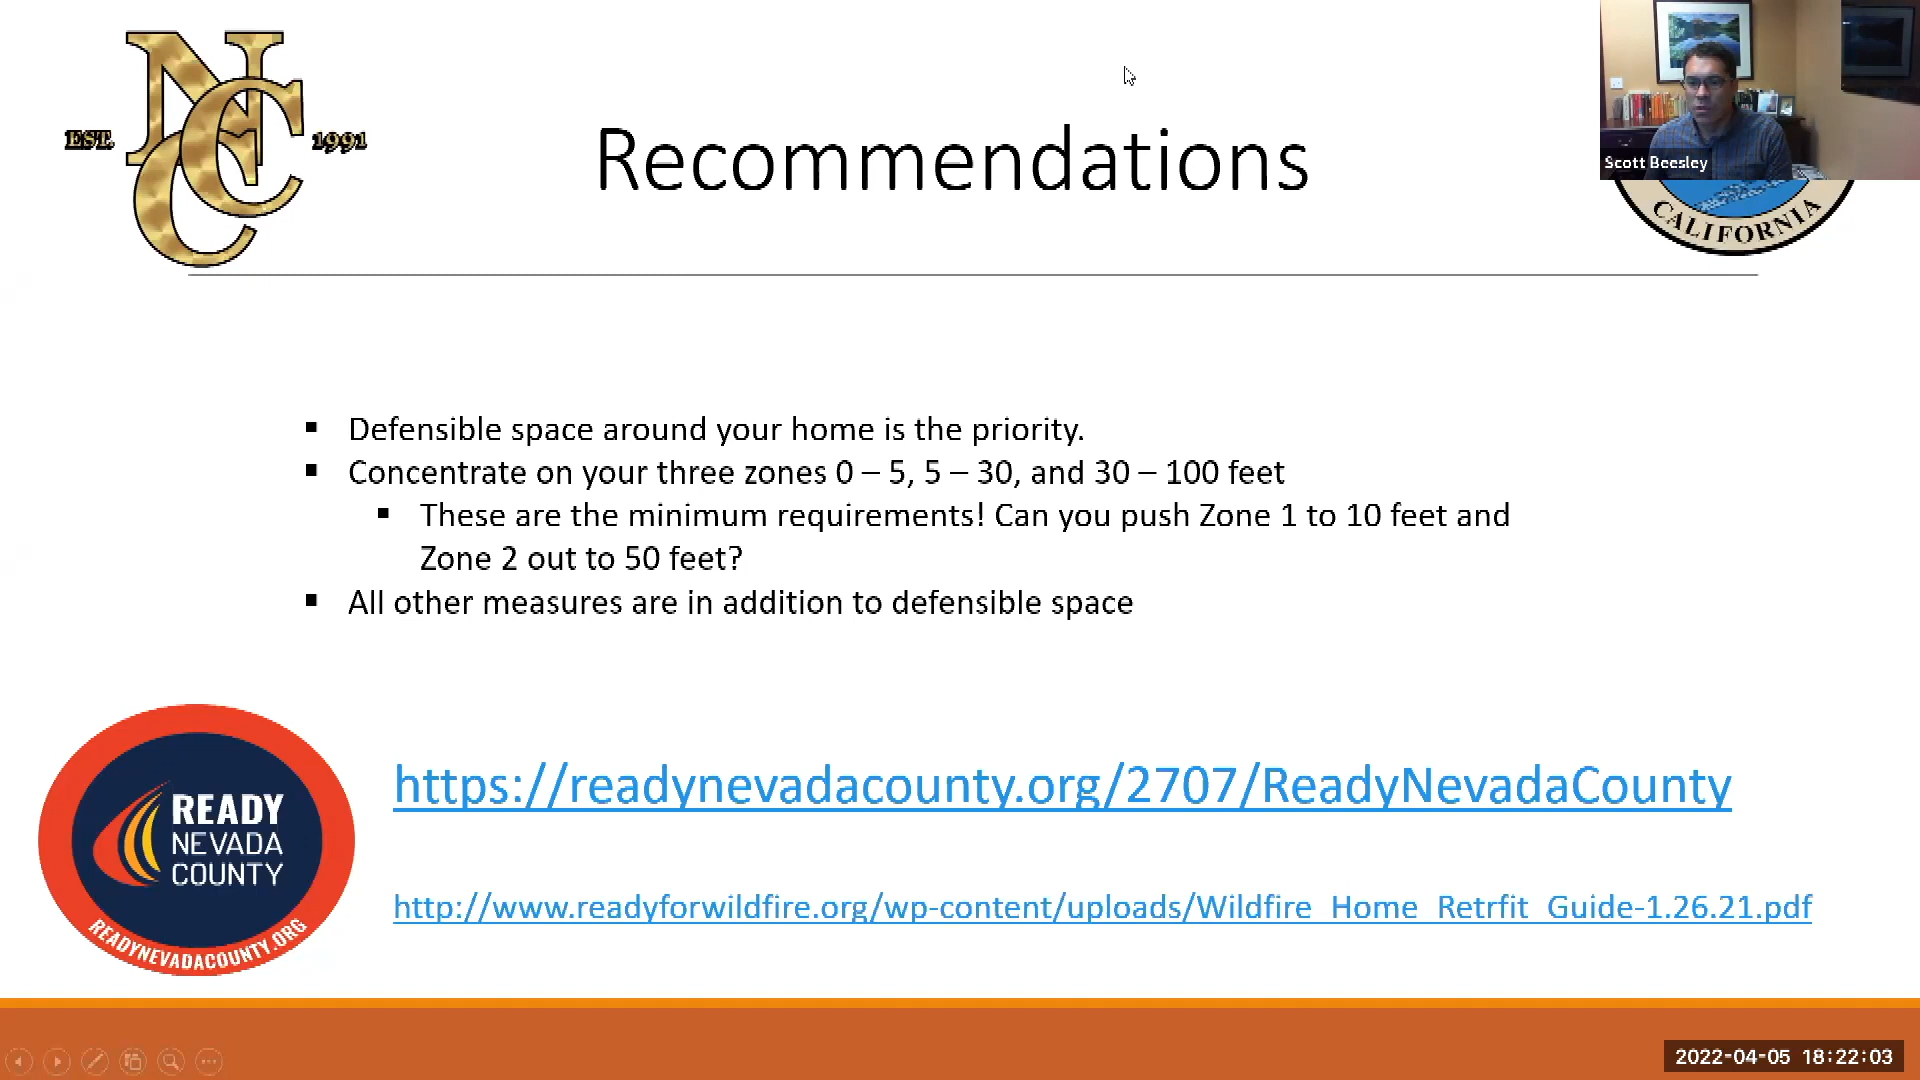 NCC
EST. 1991
Recommendations
Scott Beesley
CALIFORNIA
Defensible space around your home is the priority.
Concentrate on your three zones 0 – 5, 5 – 30, and 30 – 100 feet
These are the minimum requirements! Can you push Zone 1 to 10 feet and
Zone 2 out to 50 feet?
All other measures are in addition to defensible space
READY
NEVADA
COUNTY
READYNEVADACOUNTY.ORG
https://readynevadacounty.org/2707/ReadyNevadaCounty
http://www.readyforwildfire.org/wp-content/uploads/Wildfire_Home_Retrfit_Guide-1.26.21.pdf
2022-04-05 18:22:03